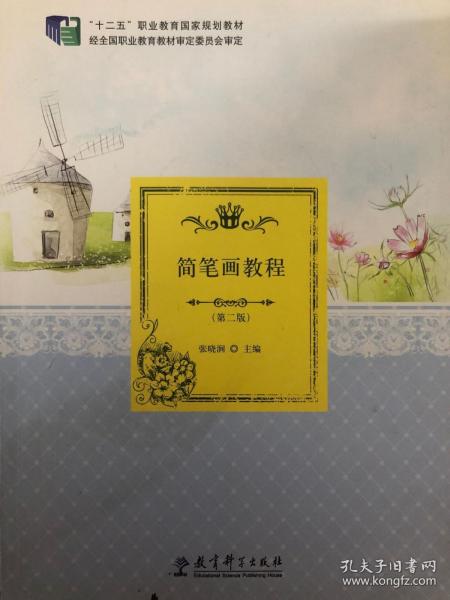 “十二五”职业教育国家规划教材
经全国职业教育教材审定委员会审定
简笔画教程
（第二版）
张晓涧 ◎ 主编
教育科学出版社
Educational Science Publishing House
孔夫子旧书网
www.kongfz.com